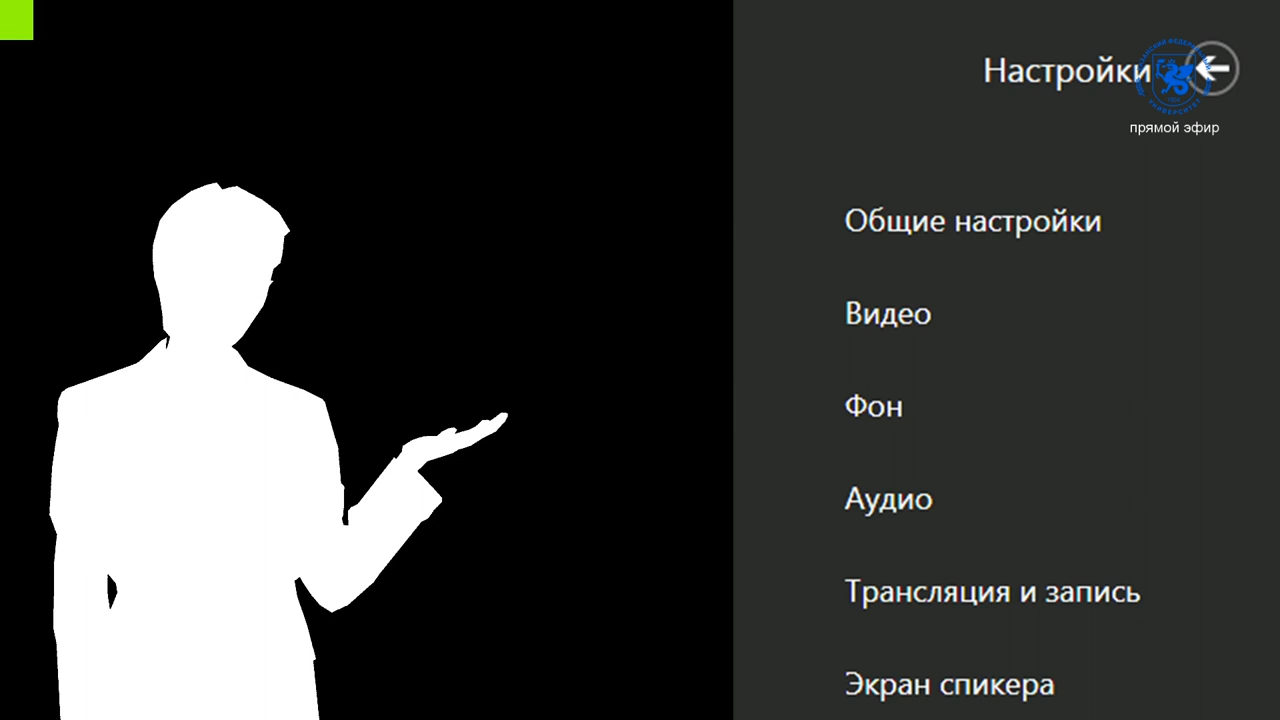 Настройки
прямой эфир
Общие настройки
Видео
Фон
Аудио
Трансляция и запись
Экран спикера